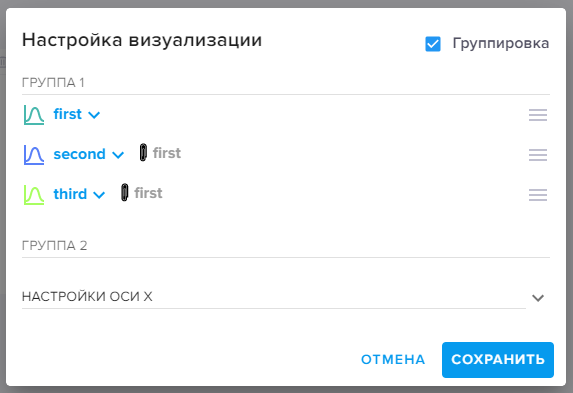 Настройка визуализации
Группировка
ГРУППА 1
first
second first
third first
ГРУППА 2
НАСТРОЙКИ ОСИ X
ОТМЕНА СОХРАНИТЬ